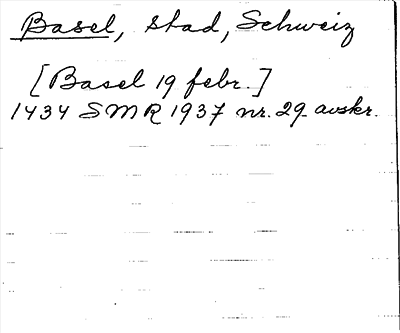 Basel, stad, Schweiz
[Basel 19 febr.]
1434 SMR 1937 nr. 29 avskr.